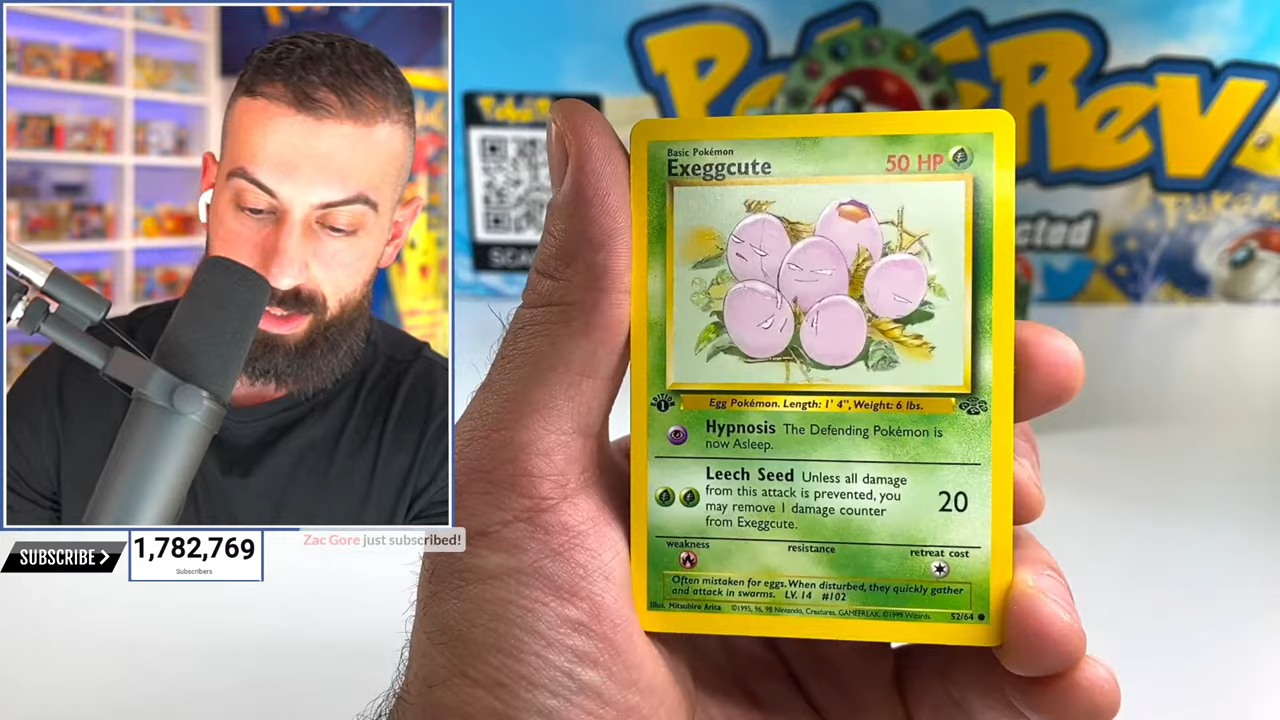 PokéRev
Basic Pokémon
Exeggcute
50 HP
EDITION
1
Egg Pokémon. Length: 1' 4", Weight: 6 lbs.
Hypnosis The Defending Pokémon is
now Asleep.
Leech Seed Unless all damage
from this attack is prevented, you
may remove 1 damage counter
from Exeggcute.
20
weakness
resistance
retreat cost
Often mistaken for eggs. When disturbed, they quickly gather
and attack in swarms. LV. 14 #102
Illus. Mitsuhiro Arita
©1995, 96, 98 Nintendo, Creatures, GAMEFREAK. ©1999 Wizards.
52/64
SUBSCRIBE
1,782,769
Subscribers
Zac Gore just subscribed!